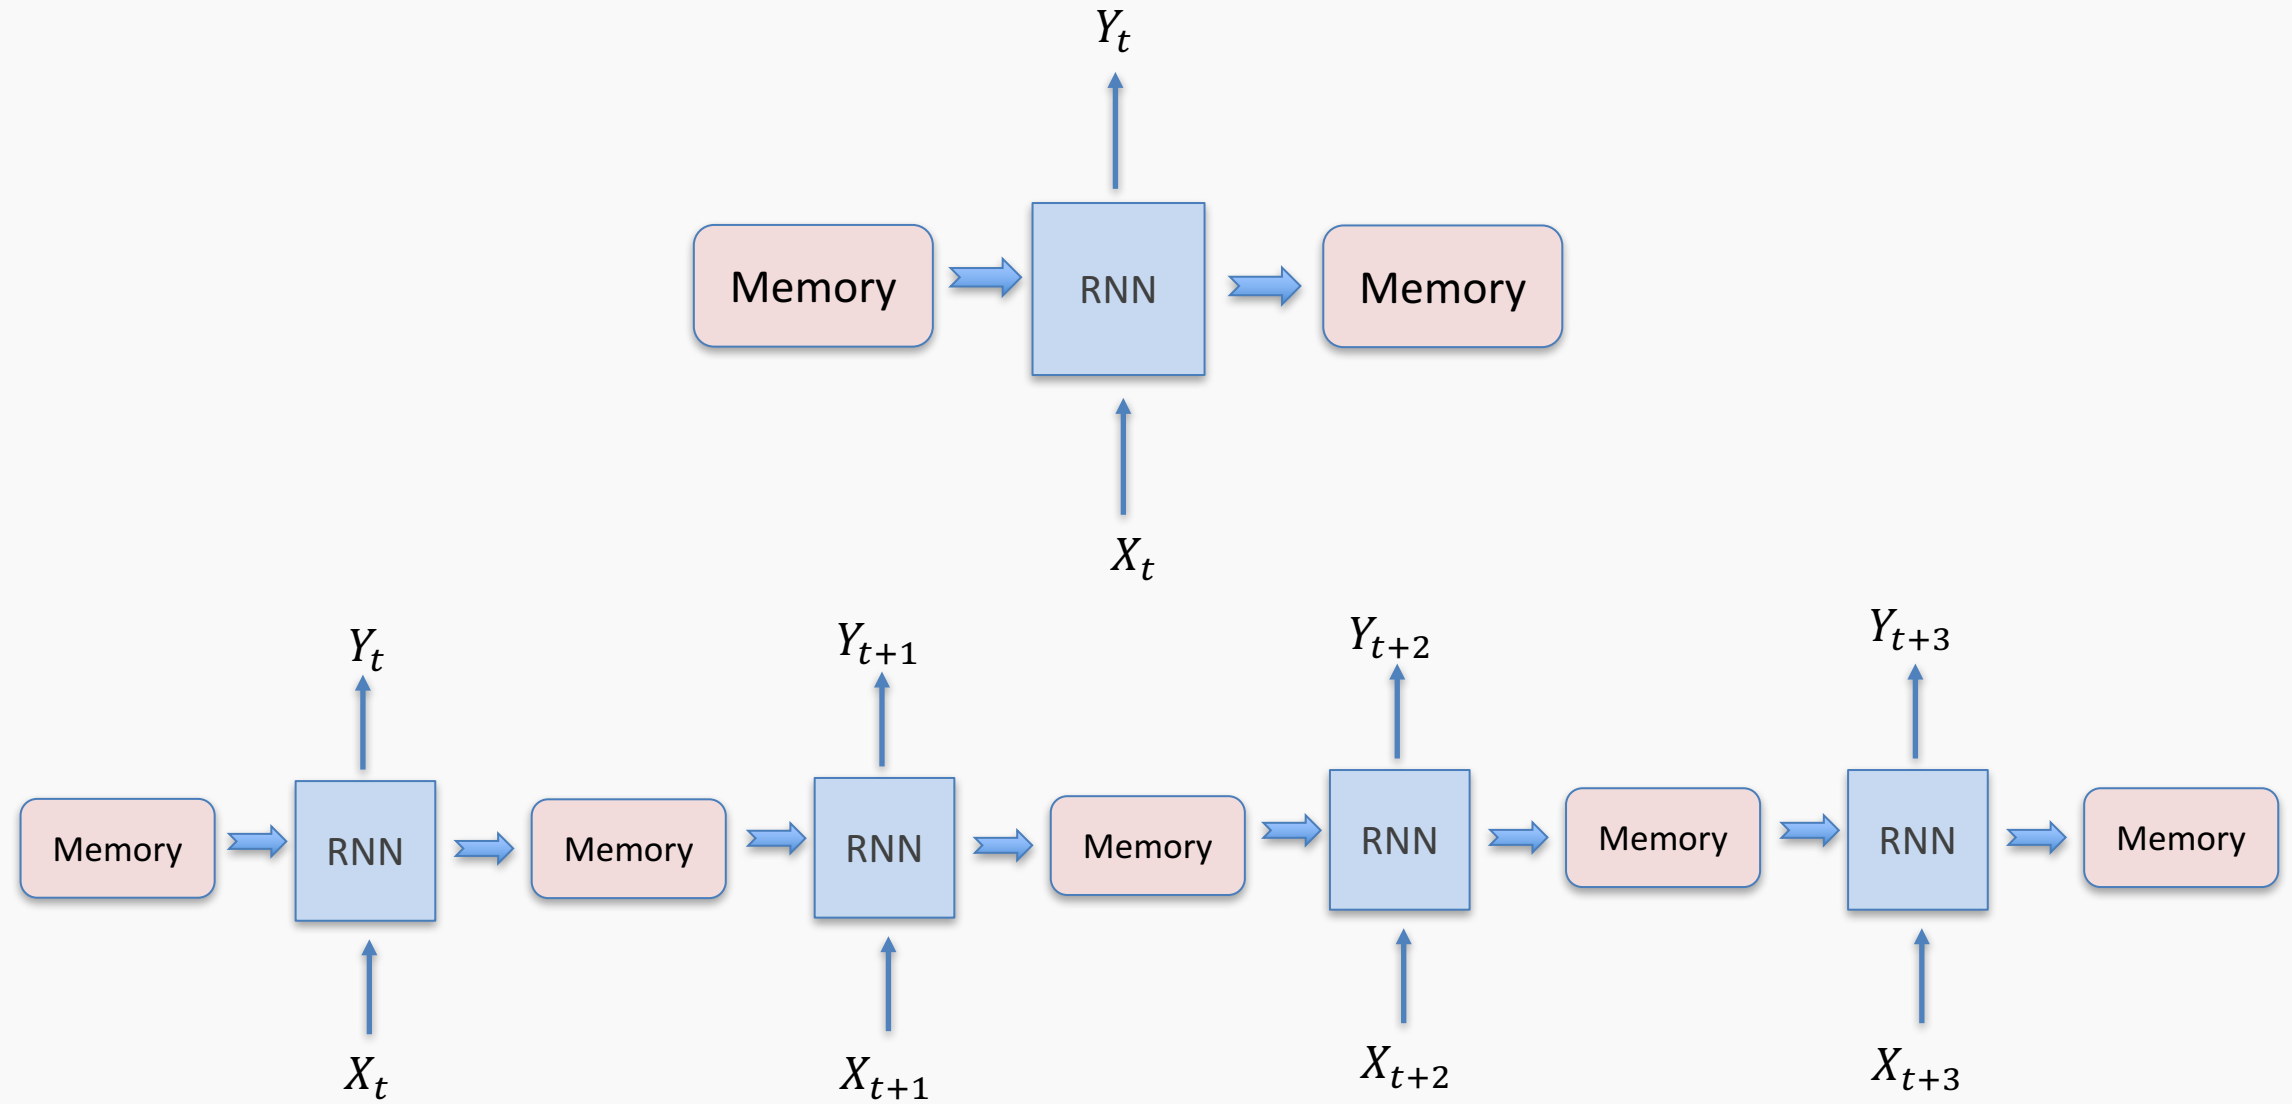 Y_t
Memory RNN Memory
X_t
Y_t Y_{t+1} Y_{t+2} Y_{t+3}
Memory RNN Memory RNN Memory RNN Memory RNN Memory
X_t X_{t+1} X_{t+2} X_{t+3}